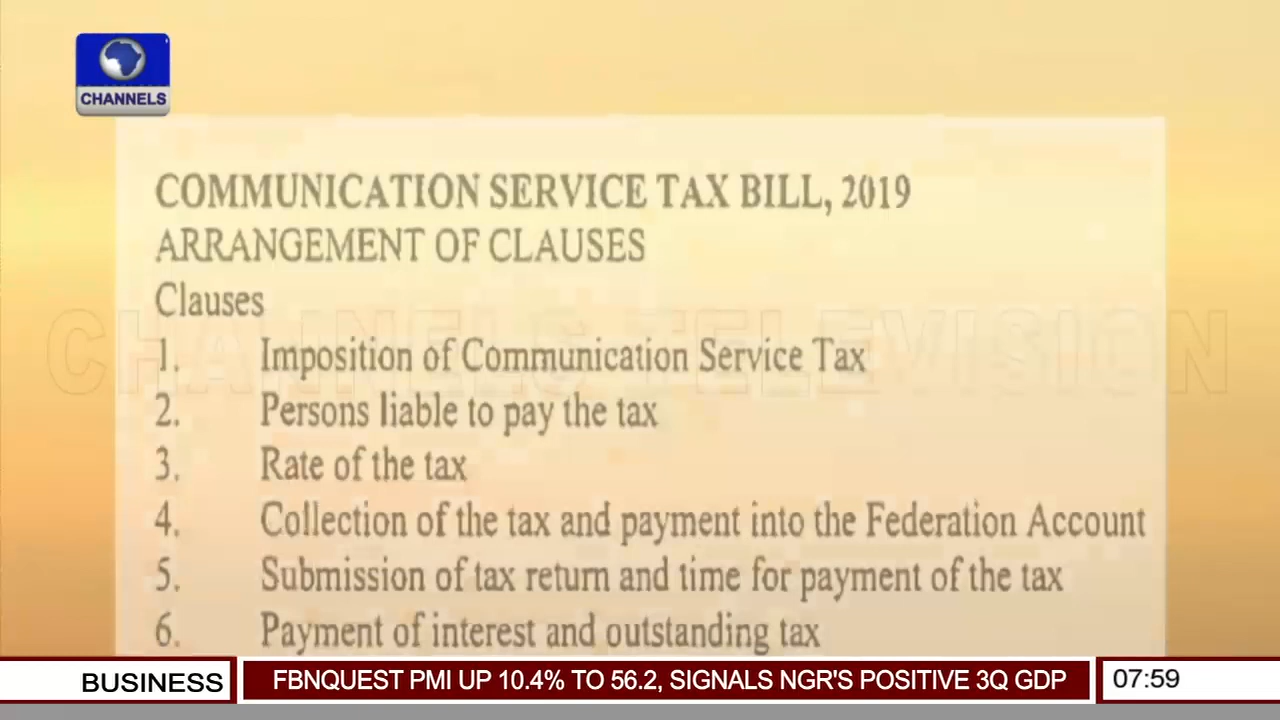 CHANNELS
COMMUNICATION SERVICE TAX BILL, 2019
ARRANGEMENT OF CLAUSES
Clauses
CHANNELS TELEVISION
1. Imposition of Communication Service Tax
2. Persons liable to pay the tax
3. Rate of the tax
4. Collection of the tax and payment into the Federation Account
5. Submission of tax return and time for payment of the tax
6. Payment of interest and outstanding tax
BUSINESS FBNQUEST PMI UP 10.4% TO 56.2, SIGNALS NGR'S POSITIVE 3Q GDP 07:59